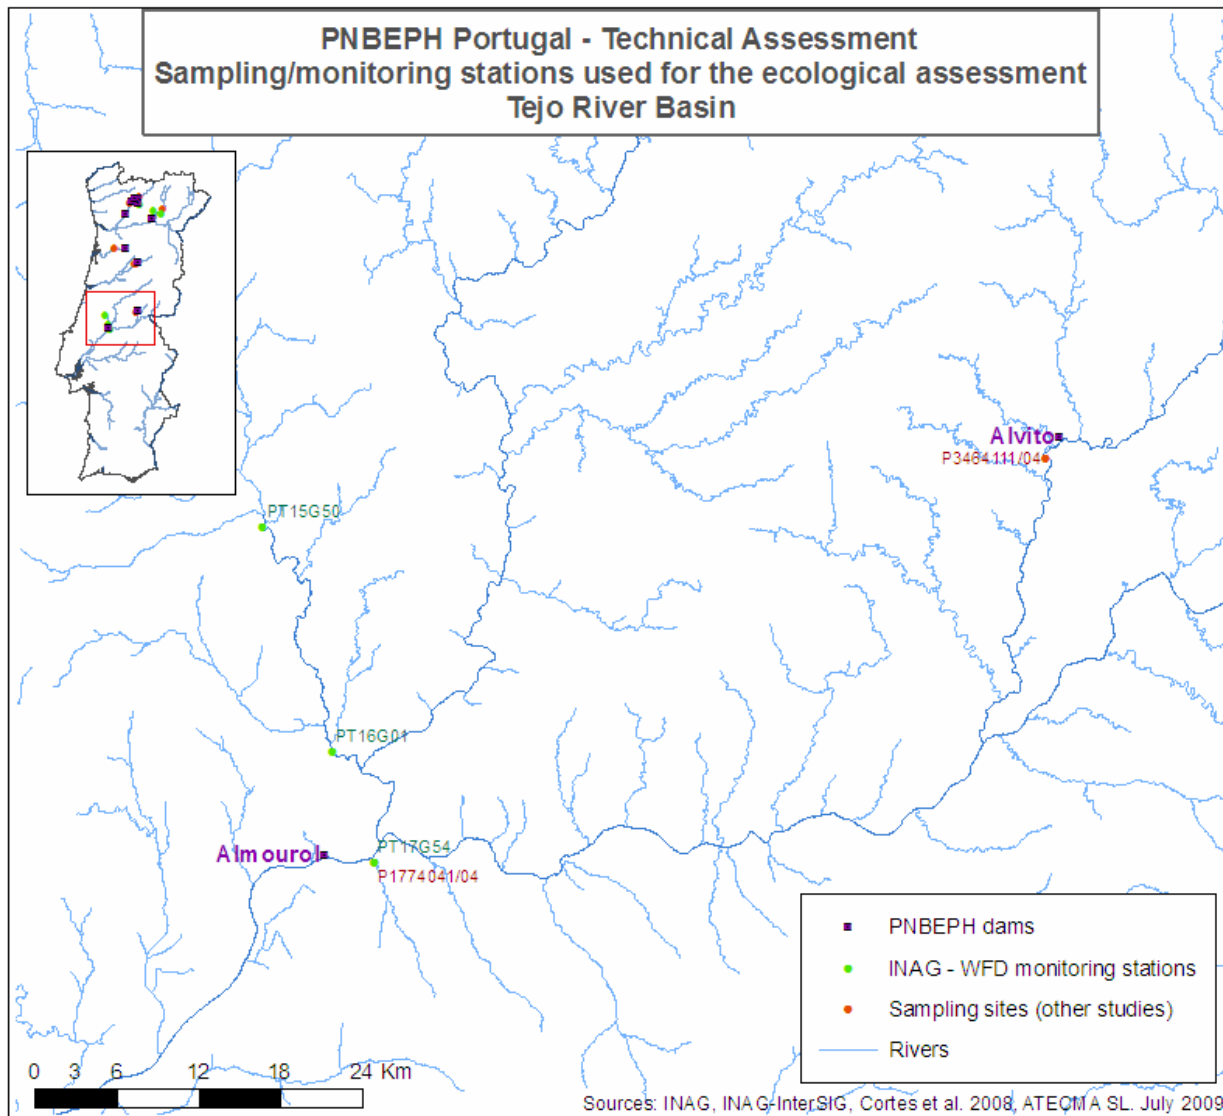 PNBEPH Portugal - Technical Assessment
Sampling/monitoring stations used for the ecological assessment
Tejo River Basin
Alvito
P3464111/04
PT15G50
PT16G01
Almourol
PT17G54
P1774041/04
PNBEPH dams
INAG - WFD monitoring stations
Sampling sites (other studies)
Rivers
0 3 6 12 18 24 Km
Sources: INAG, INAG-InterSIG, Cortes et al. 2008, ATECMA SL. July 2009